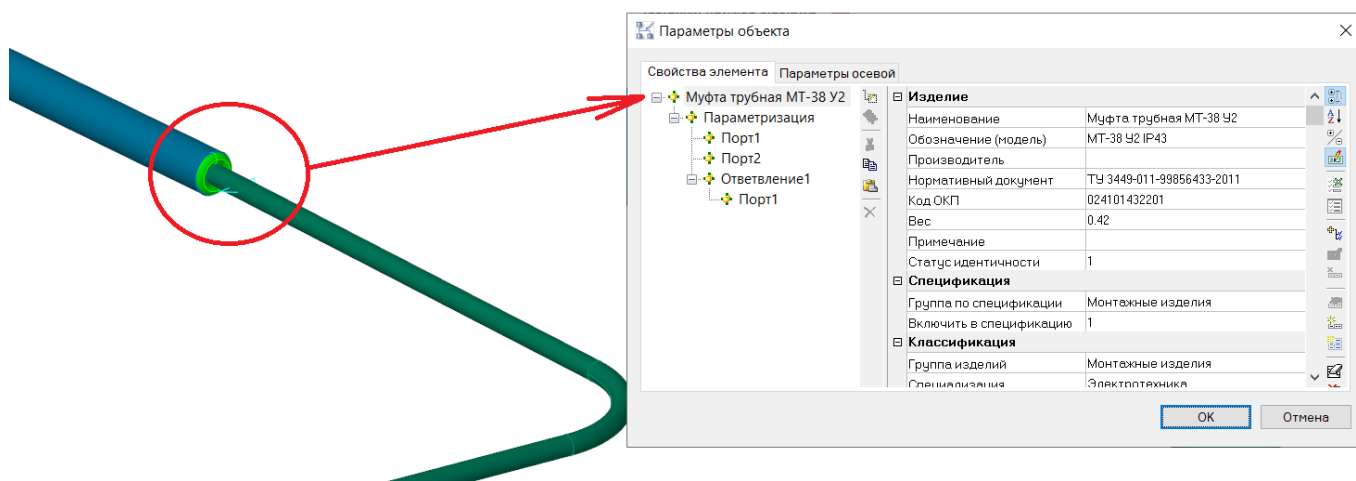 Параметры объекта
Свойства элемента Параметры осевой
Муфта трубная МТ-38 У2
Параметризация
Порт1
Порт2
Ответвление1
Порт1
Изделие
Наименование Муфта трубная МТ-38 У2
Обозначение (модель) МТ-38 У2 IP43
Производитель
Нормативный документ ТУ 3449-011-99856433-2011
Код ОКП 024101432201
Вес 0.42
Примечание
Статус идентичности 1
Спецификация
Группа по спецификации Монтажные изделия
Включить в спецификацию 1
Классификация
Группа изделий Монтажные изделия
Специализация Электротехника
OK Отмена